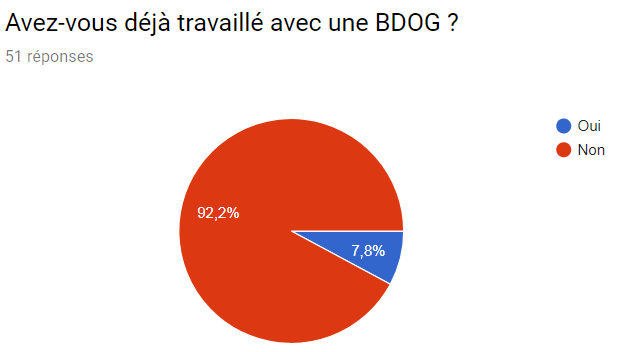 Avez-vous déjà travaillé avec une BDOG ?
51 réponses
Oui
Non
92,2%
7,8%